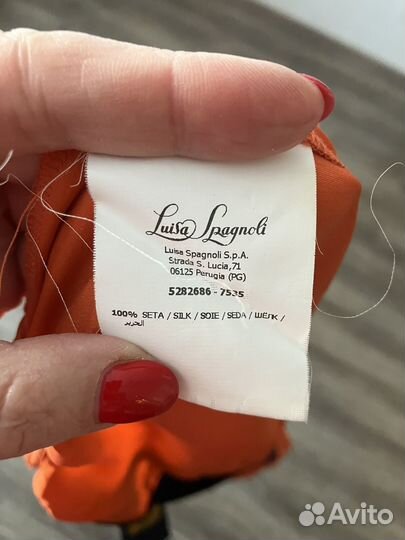 Luisa Spagnoli
Luisa Spagnoli S.p.A.
Strada S. Lucia,71
06125 Perugia (PG)
5282686 - 7535
100% SETA / SILK / SOIE / SEDA / ШЕЛК /
الحرير
Avito